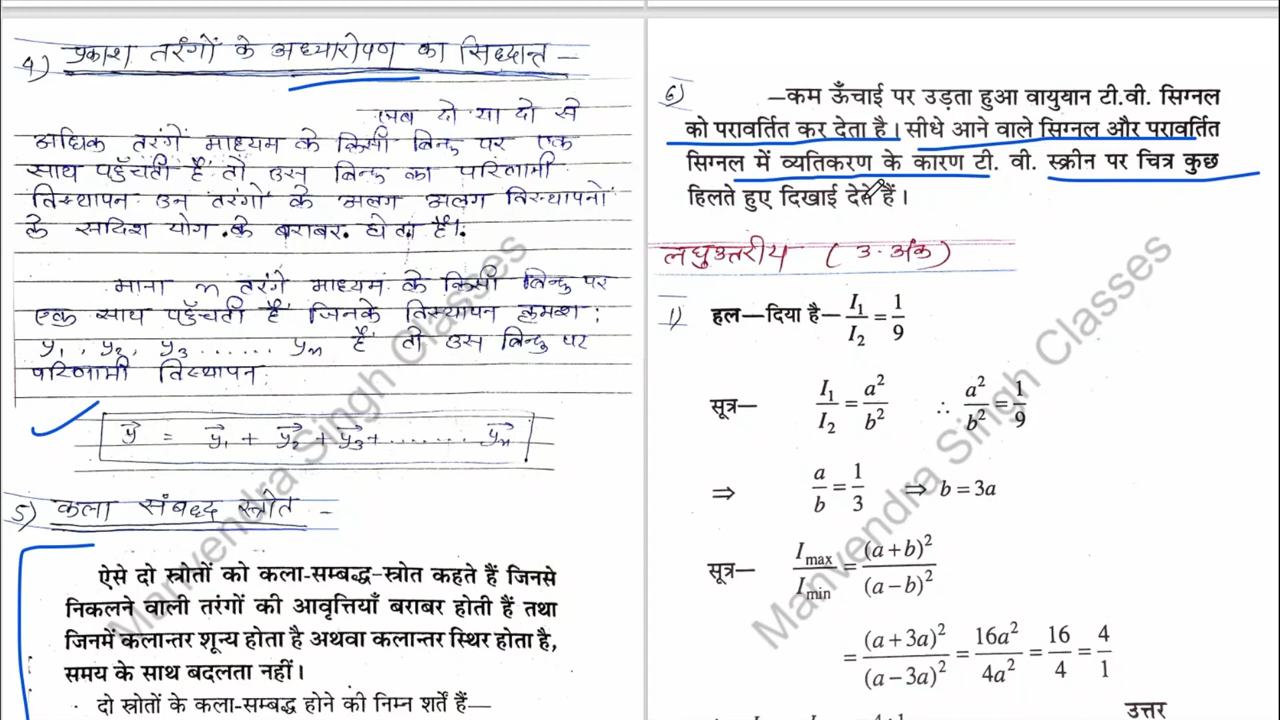 4) प्रकाश तरंगों के अध्यारोपण का सिद्धान्त –
जब दो या दो से
अधिक तरंगें माध्यम के किसी बिन्दु पर एक
साथ पहुँचती हैं तो उस बिन्दु का परिणामी
विस्थापन उन तरंगों के अलग अलग विस्थापनों
के सदिश योग के बराबर होता है।
माना n तरंगे माध्यम के किसी बिन्दु पर
एक साथ पहुँचती हैं जिनके विस्थापन क्रमश:
y₁, y₂, y₃ ....... yₙ हैं तो उस बिन्दु पर
परिणामी विस्थापन:
y⃗ = y⃗₁ + y⃗₂ + y⃗₃ + ........ y⃗ₙ
5) कला संबध्द स्त्रोत –
ऐसे दो स्त्रोतों को कला-सम्बद्ध-स्त्रोत कहते हैं जिनसे
निकलने वाली तरंगों की आवृत्तियाँ बराबर होती हैं तथा
जिनमें कलान्तर शून्य होता है अथवा कलान्तर स्थिर होता है,
समय के साथ बदलता नहीं।
दो स्त्रोतों के कला-सम्बद्ध होने की निम्न शर्तें हैं—
6) —कम ऊँचाई पर उड़ता हुआ वायुयान टी.वी. सिग्नल
को परावर्तित कर देता है। सीधे आने वाले सिग्नल और परावर्तित
सिग्नल में व्यतिकरण के कारण टी. वी. स्क्रीन पर चित्र कुछ
हिलते हुए दिखाई देते हैं।
लघुउत्तरीय ( 3. अंक)
1) हल—दिया है— I₁/I₂ = 1/9
सूत्र— I₁/I₂ = a²/b² ∴ a²/b² = 1/9
⇒ a/b = 1/3 ⇒ b = 3a
सूत्र— Imax/Imin = (a + b)²/(a − b)²
= (a + 3a)²/(a − 3a)² = 16a²/4a² = 16/4 = 4/1
उत्तर
Manvendra Singh Classes
Manvendra Singh Classes